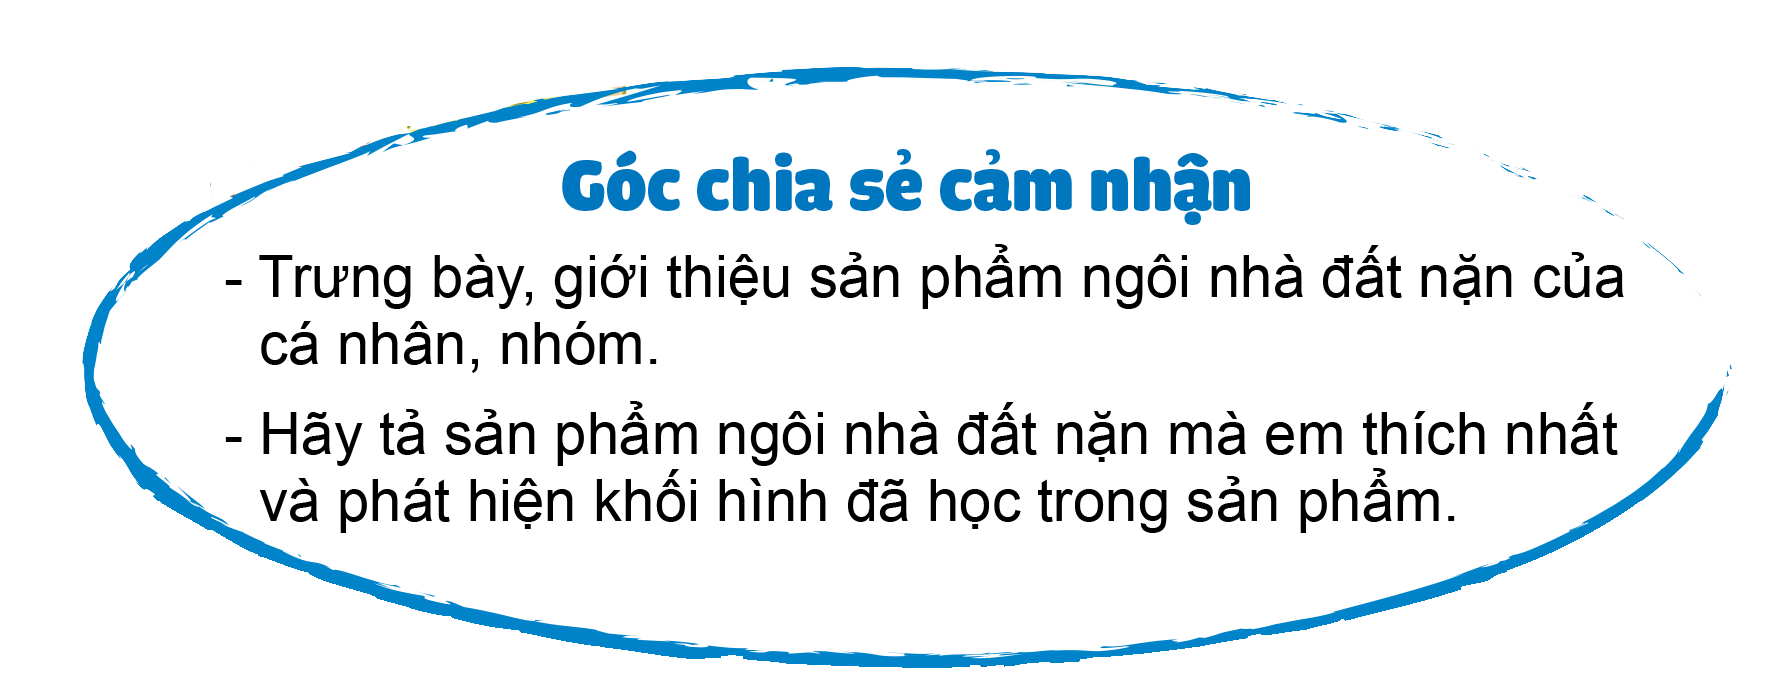 Góc chia sẻ cảm nhận
- Trưng bày, giới thiệu sản phẩm ngôi nhà đất nặn của
cá nhân, nhóm.
- Hãy tả sản phẩm ngôi nhà đất nặn mà em thích nhất
và phát hiện khối hình đã học trong sản phẩm.